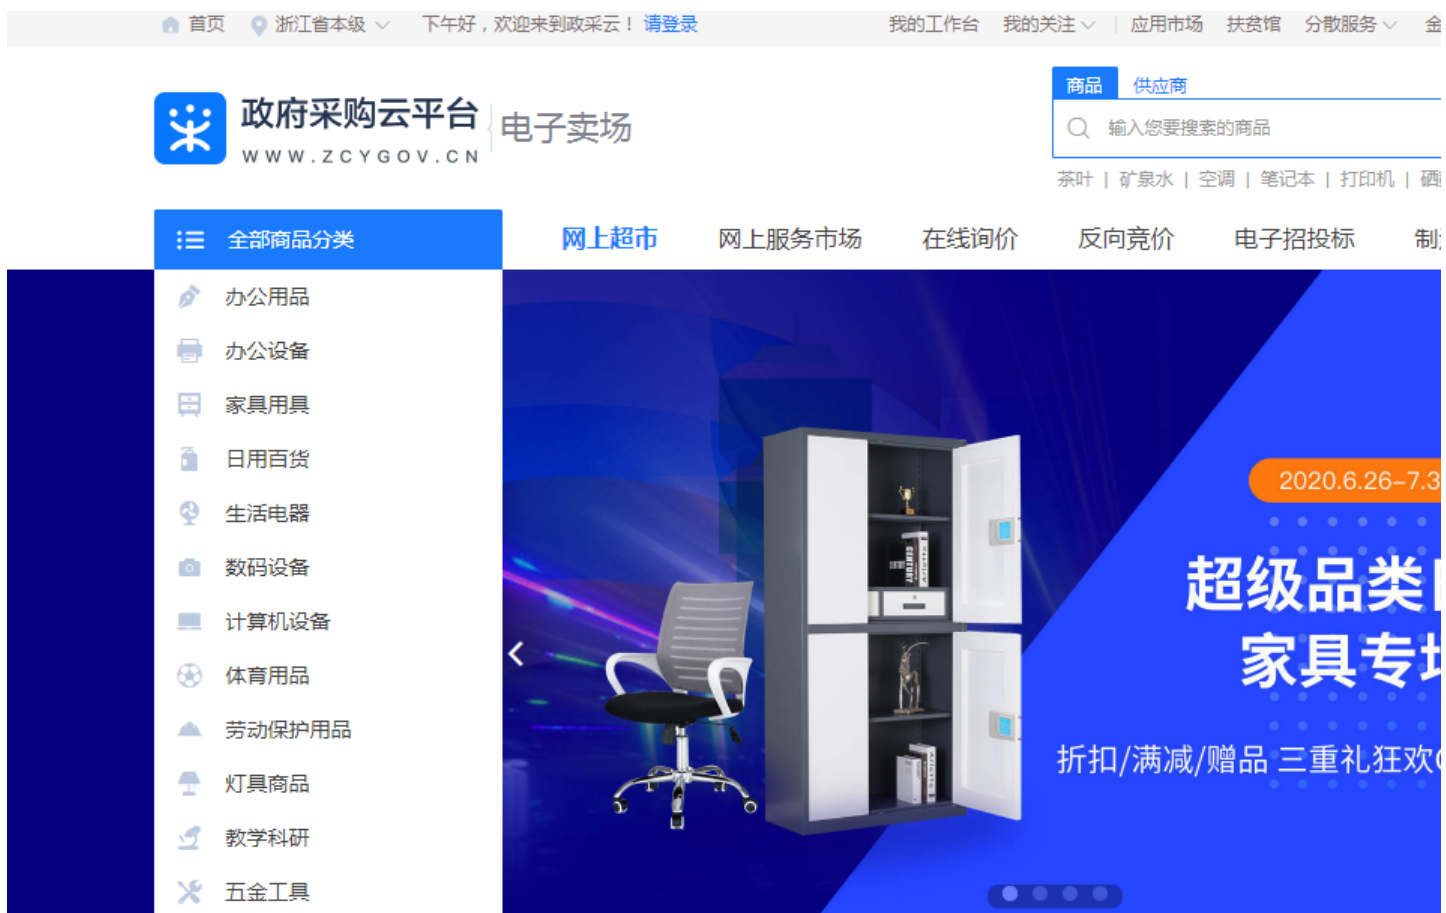 首页 浙江省本级 下午好，欢迎来到政采云！ 请登录 我的工作台 我的关注 应用市场 扶贫馆 分散服务 金
商品 供应商
政府采购云平台 电子卖场
WWW.ZCYGOV.CN
输入您要搜索的商品
茶叶 | 矿泉水 | 空调 | 笔记本 | 打印机 | 硒
全部商品分类 网上超市 网上服务市场 在线询价 反向竞价 电子招投标 制
办公用品
办公设备
家具用具
日用百货
生活电器
数码设备
计算机设备
体育用品
劳动保护用品
灯具商品
教学科研
五金工具
2020.6.26-7.3
超级品类
家具专场
折扣/满减/赠品 三重礼狂欢